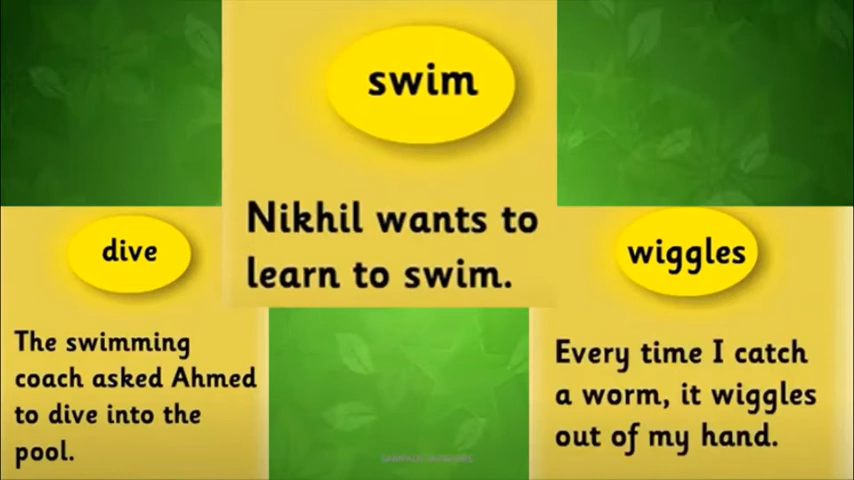 swim
Nikhil wants to
learn to swim.
dive
The swimming
coach asked Ahmed
to dive into the
pool.
wiggles
Every time I catch
a worm, it wiggles
out of my hand.